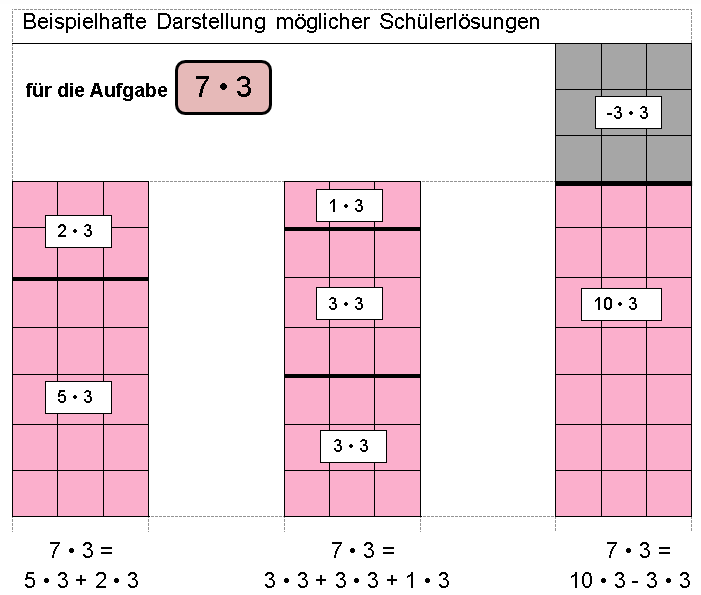 Beispielhafte Darstellung möglicher Schülerlösungen
für die Aufgabe 7 • 3
-3 • 3
2 • 3
1 • 3
3 • 3
10 • 3
5 • 3
3 • 3
7 • 3 =
5 • 3 + 2 • 3
7 • 3 =
3 • 3 + 3 • 3 + 1 • 3
7 • 3 =
10 • 3 - 3 • 3